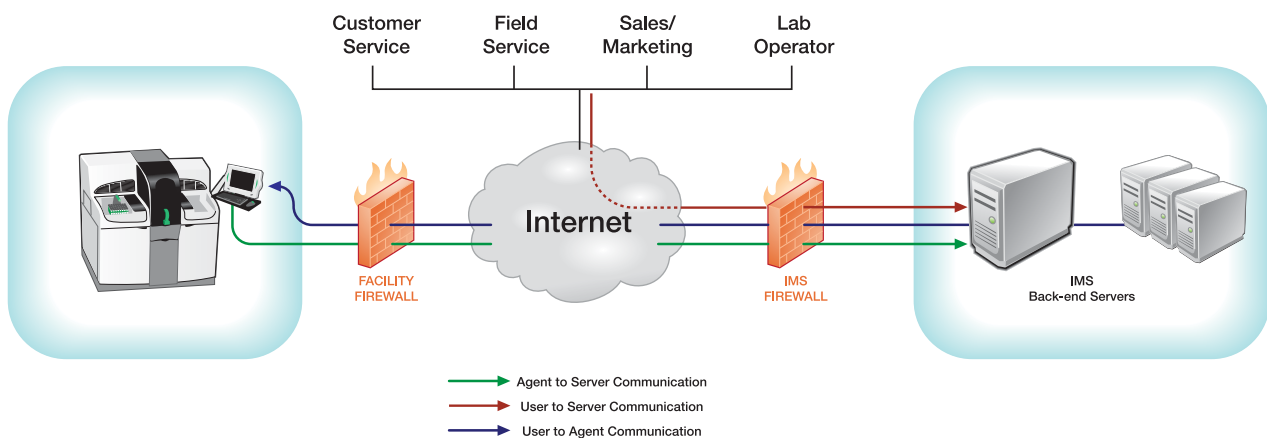 Customer Service
Field Service
Sales/ Marketing
Lab Operator
Internet
FACILITY FIREWALL
IMS FIREWALL
IMS Back-end Servers
Agent to Server Communication
User to Server Communication
User to Agent Communication